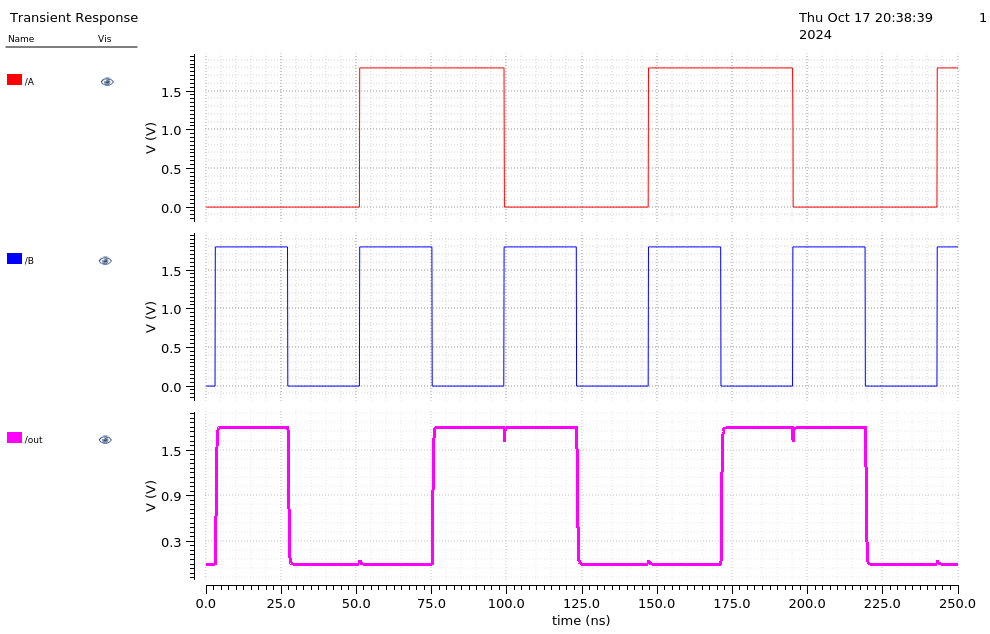 Transient Response
Thu Oct 17 20:38:39 1
2024
Name Vis
/A
V (V)
1.5
1.0
0.5
0.0
/B
V (V)
1.5
1.0
0.5
0.0
/out
V (V)
1.5
0.9
0.3
0.0 25.0 50.0 75.0 100.0 125.0 150.0 175.0 200.0 225.0 250.0
time (ns)